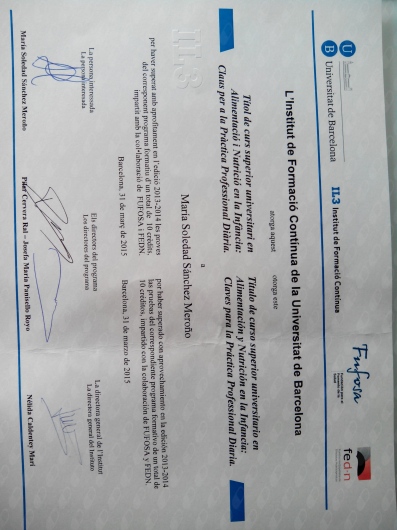 U
B Universitat de Barcelona
IL3 Institut de Formació Contínua
Fufosa
fed·n
L'Institut de Formació Contínua de la Universitat de Barcelona
atorga aquest
Títol de curs superior universitari en
Alimentació i Nutrició en la Infància:
Claus per a la Pràctica Professional Diària.
otorga este
Título de curso superior universitario en
Alimentación y Nutrición en la Infancia:
Claves para la Práctica Professional Diaria.
a
María Soledad Sánchez Meroño
IL3
per haver superat amb aprofitament en l'edició 2013-2014 les proves
del corresponent programa formatiu d'un total de 10 crèdits,
impartit amb la col·laboració de FUFOSA i FEDN.
Barcelona, 31 de març de 2015
por haber superado con aprovechamiento en la edición 2013-2014
las pruebas del correspondiente programa formativo de un total de
10 créditos, impartido con la colaboración de FUFOSA y FEDN.
Barcelona, 31 de marzo de 2015
La persona interessada
La persona interesada
María Soledad Sánchez Meroño
Els directors del programa
Los directores del programa
Pilar Cervera Ral – Josefa María Panisello Royo
La directora general de l'Institut
La directora general del Instituto
Nélida Caldentey Marí